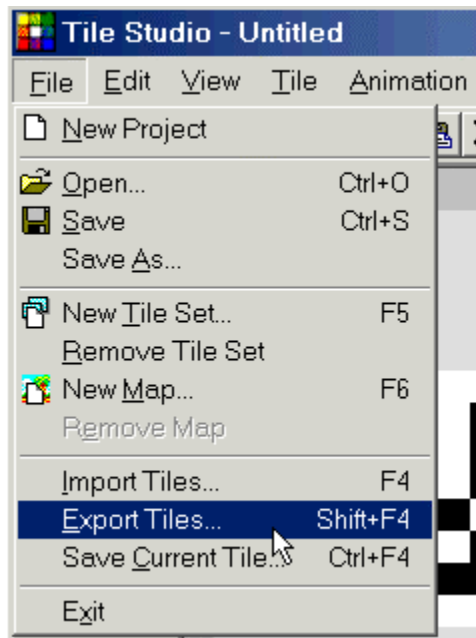 Tile Studio - Untitled
File Edit View Tile Animation
New Project
Open... Ctrl+O
Save Ctrl+S
Save As...
New Tile Set... F5
Remove Tile Set
New Map... F6
Remove Map
Import Tiles... F4
Export Tiles... Shift+F4
Save Current Tile... Ctrl+F4
Exit